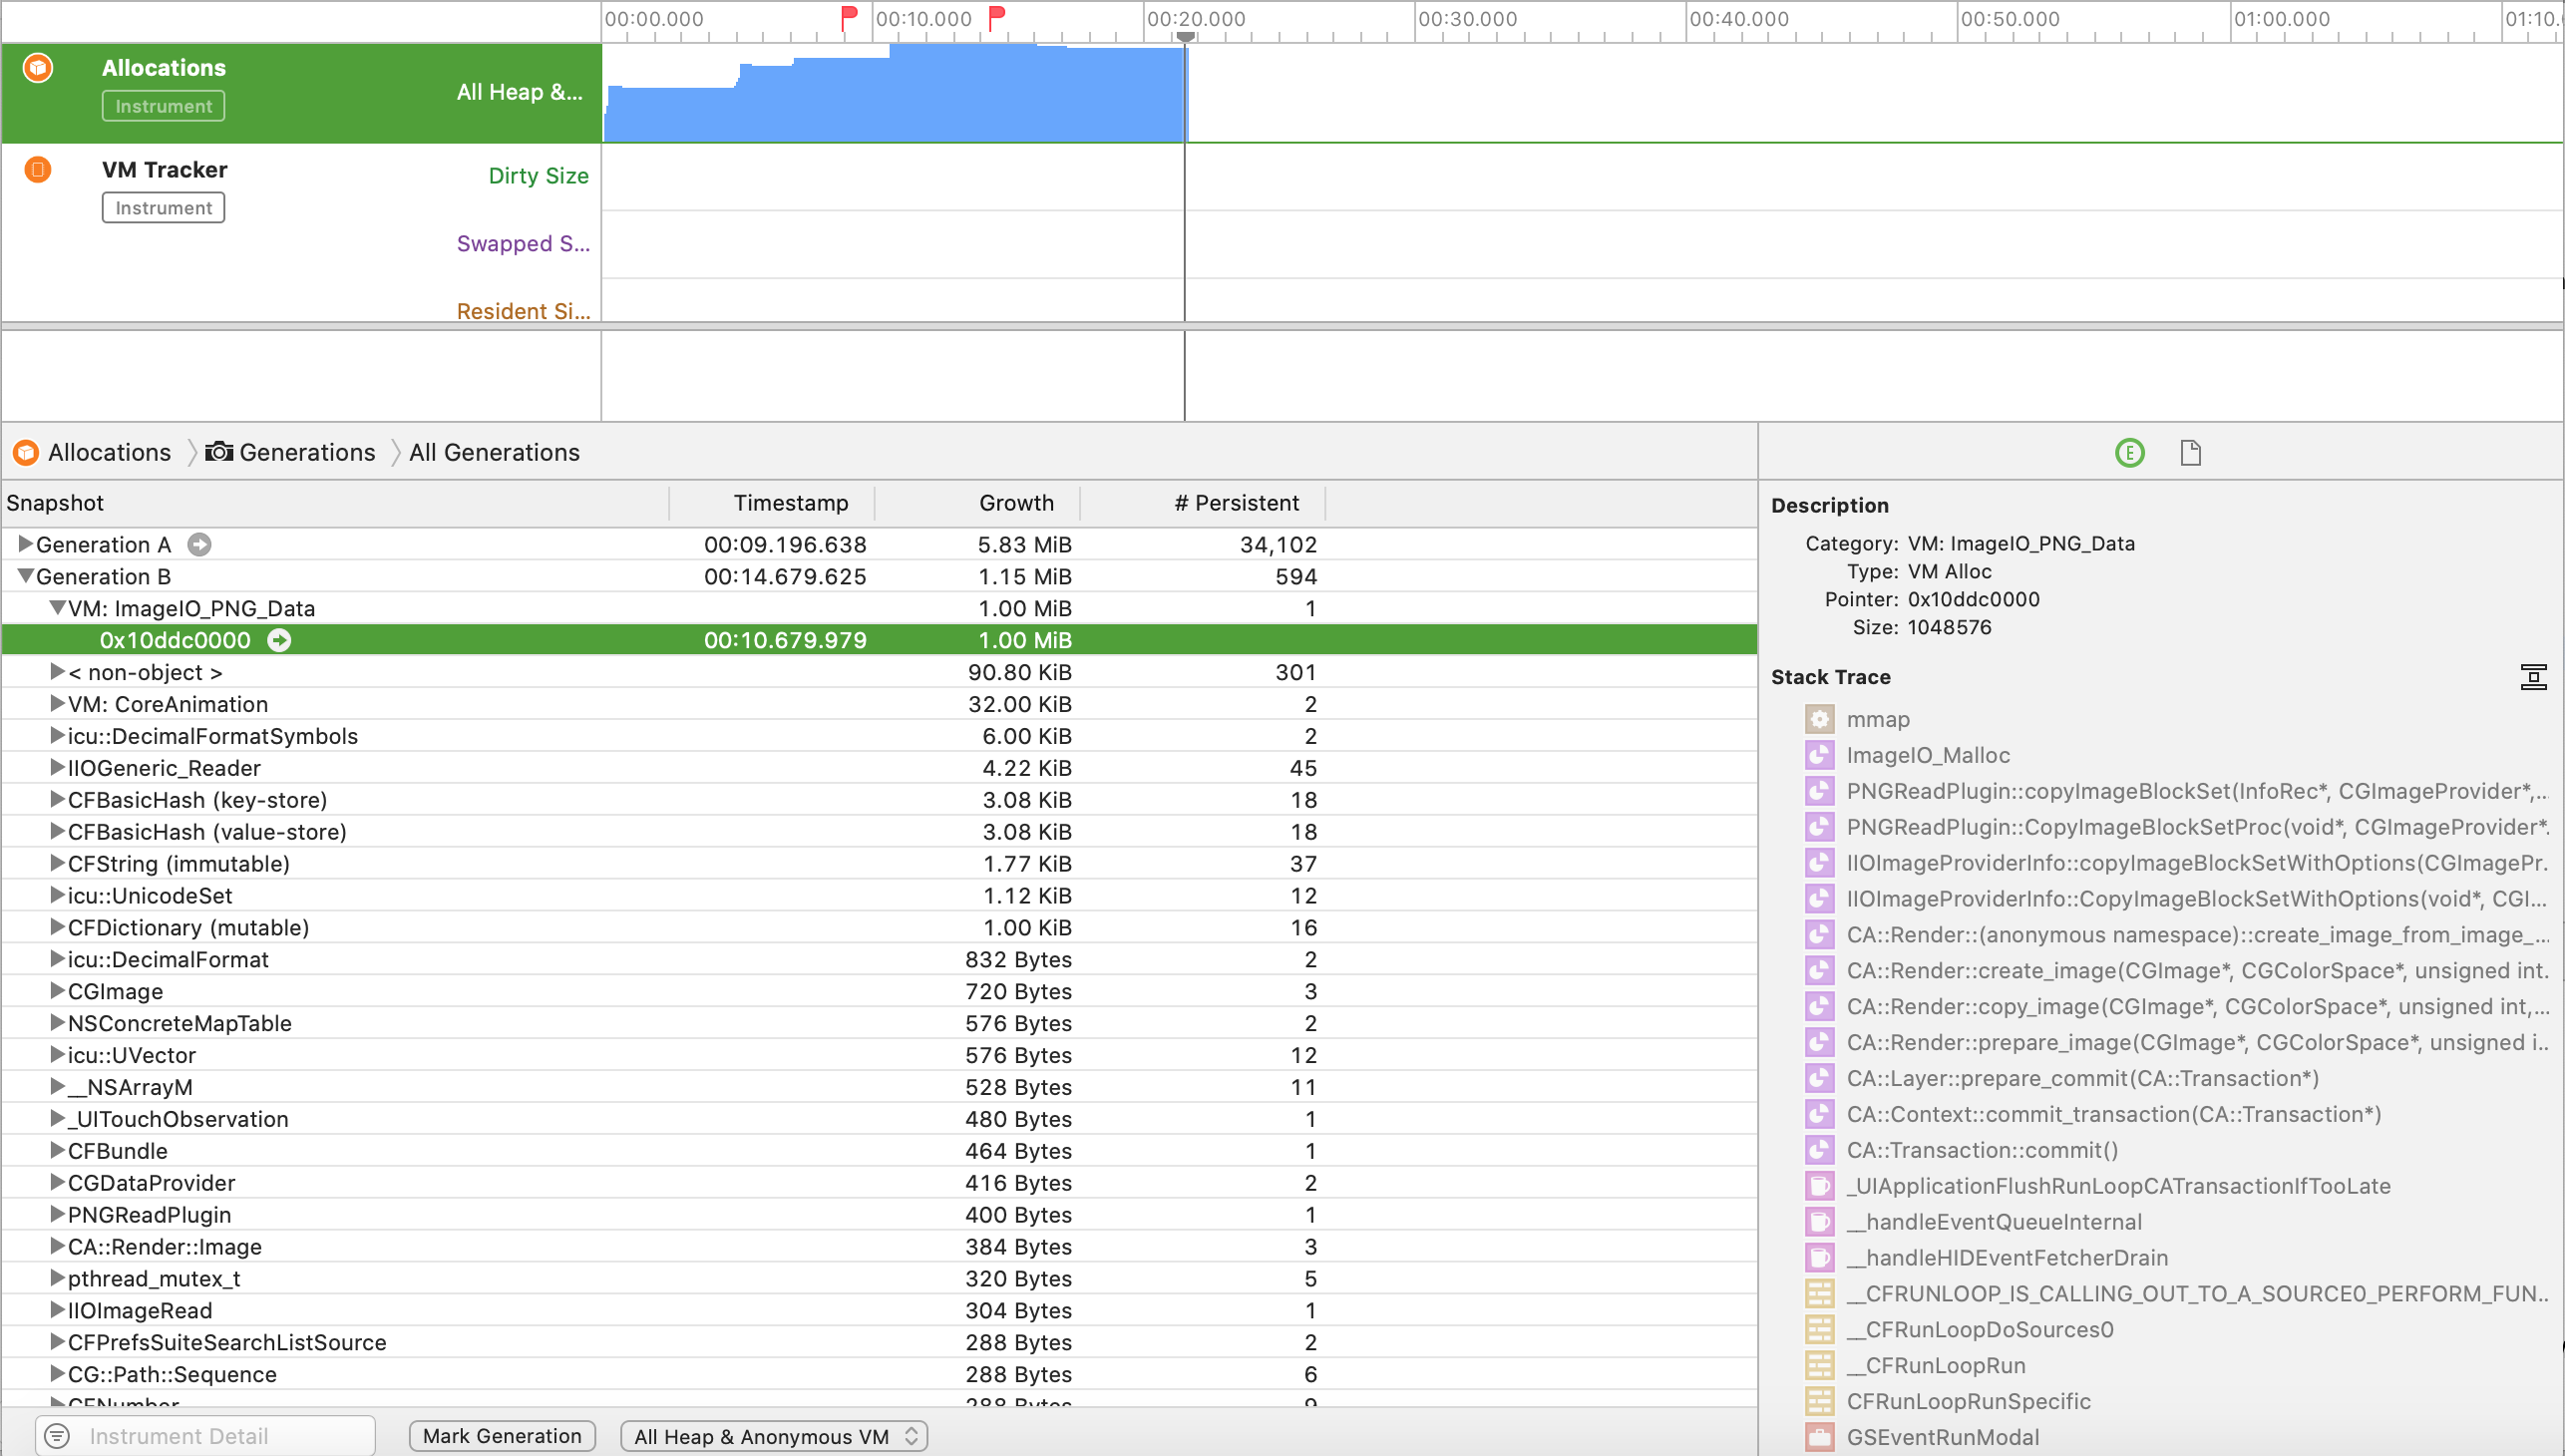 00:00.000 00:10.000 00:20.000 00:30.000 00:40.000 00:50.000 01:00.000 01:10.
Allocations
Instrument
All Heap &...
VM Tracker
Instrument
Dirty Size
Swapped S...
Resident Si...
Allocations Generations All Generations
Snapshot Timestamp Growth # Persistent
Generation A 00:09.196.638 5.83 MiB 34,102
Generation B 00:14.679.625 1.15 MiB 594
VM: ImageIO_PNG_Data 1.00 MiB 1
0x10ddc0000 00:10.679.979 1.00 MiB
< non-object > 90.80 KiB 301
VM: CoreAnimation 32.00 KiB 2
icu::DecimalFormatSymbols 6.00 KiB 2
IIOGeneric_Reader 4.22 KiB 45
CFBasicHash (key-store) 3.08 KiB 18
CFBasicHash (value-store) 3.08 KiB 18
CFString (immutable) 1.77 KiB 37
icu::UnicodeSet 1.12 KiB 12
CFDictionary (mutable) 1.00 KiB 16
icu::DecimalFormat 832 Bytes 2
CGImage 720 Bytes 3
NSConcreteMapTable 576 Bytes 2
icu::UVector 576 Bytes 12
__NSArrayM 528 Bytes 11
_UITouchObservation 480 Bytes 1
CFBundle 464 Bytes 1
CGDataProvider 416 Bytes 2
PNGReadPlugin 400 Bytes 1
CA::Render::Image 384 Bytes 3
pthread_mutex_t 320 Bytes 5
IIOImageRead 304 Bytes 1
CFPrefsSuiteSearchListSource 288 Bytes 2
CG::Path::Sequence 288 Bytes 6
CFNumber 288 Bytes 9
Instrument Detail Mark Generation All Heap & Anonymous VM
E
Description
Category: VM: ImageIO_PNG_Data
Type: VM Alloc
Pointer: 0x10ddc0000
Size: 1048576
Stack Trace
mmap
ImageIO_Malloc
PNGReadPlugin::copyImageBlockSet(InfoRec*, CGImageProvider*,...
PNGReadPlugin::CopyImageBlockSetProc(void*, CGImageProvider*.
IIOImageProviderInfo::copyImageBlockSetWithOptions(CGImagePr.
IIOImageProviderInfo::CopyImageBlockSetWithOptions(void*, CGI...
CA::Render::(anonymous namespace)::create_image_from_image_...
CA::Render::create_image(CGImage*, CGColorSpace*, unsigned int.
CA::Render::copy_image(CGImage*, CGColorSpace*, unsigned int,...
CA::Render::prepare_image(CGImage*, CGColorSpace*, unsigned i..
CA::Layer::prepare_commit(CA::Transaction*)
CA::Context::commit_transaction(CA::Transaction*)
CA::Transaction::commit()
_UIApplicationFlushRunLoopCATransactionIfTooLate
__handleEventQueueInternal
__handleHIDEventFetcherDrain
__CFRUNLOOP_IS_CALLING_OUT_TO_A_SOURCE0_PERFORM_FUN..
__CFRunLoopDoSources0
__CFRunLoopRun
CFRunLoopRunSpecific
GSEventRunModal